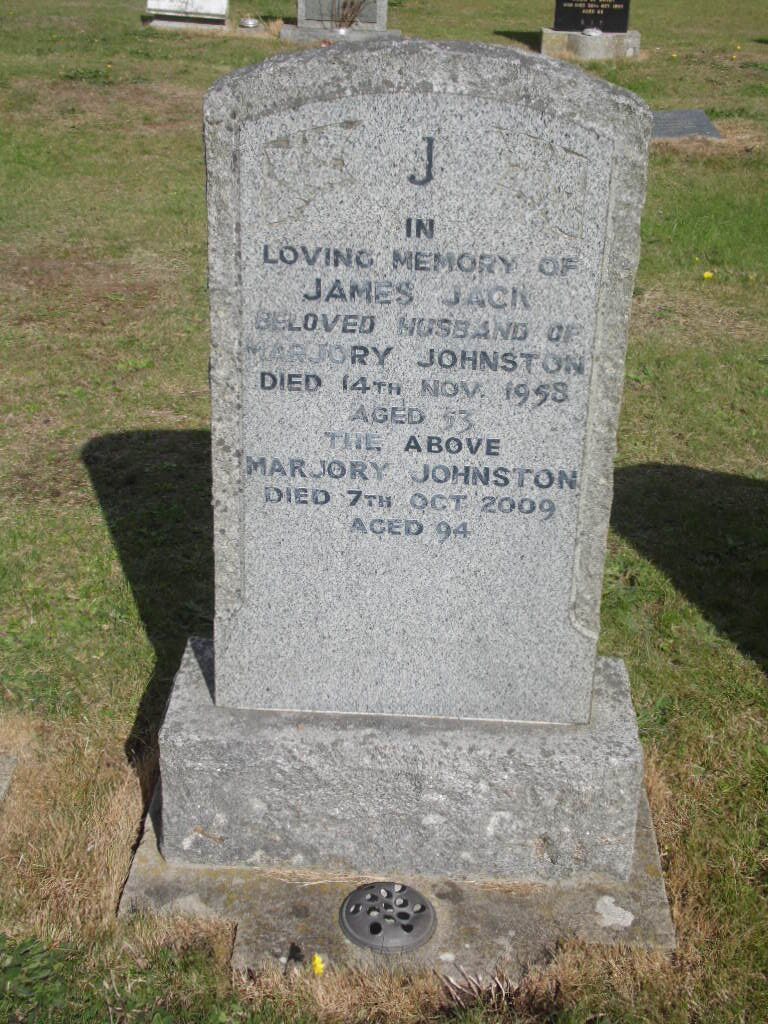 J
IN
LOVING MEMORY OF
JAMES JACK
BELOVED HUSBAND OF
MARJORY JOHNSTON
DIED 14TH NOV. 1958
AGED 53
THE ABOVE
MARJORY JOHNSTON
DIED 7TH OCT 2009
AGED 94